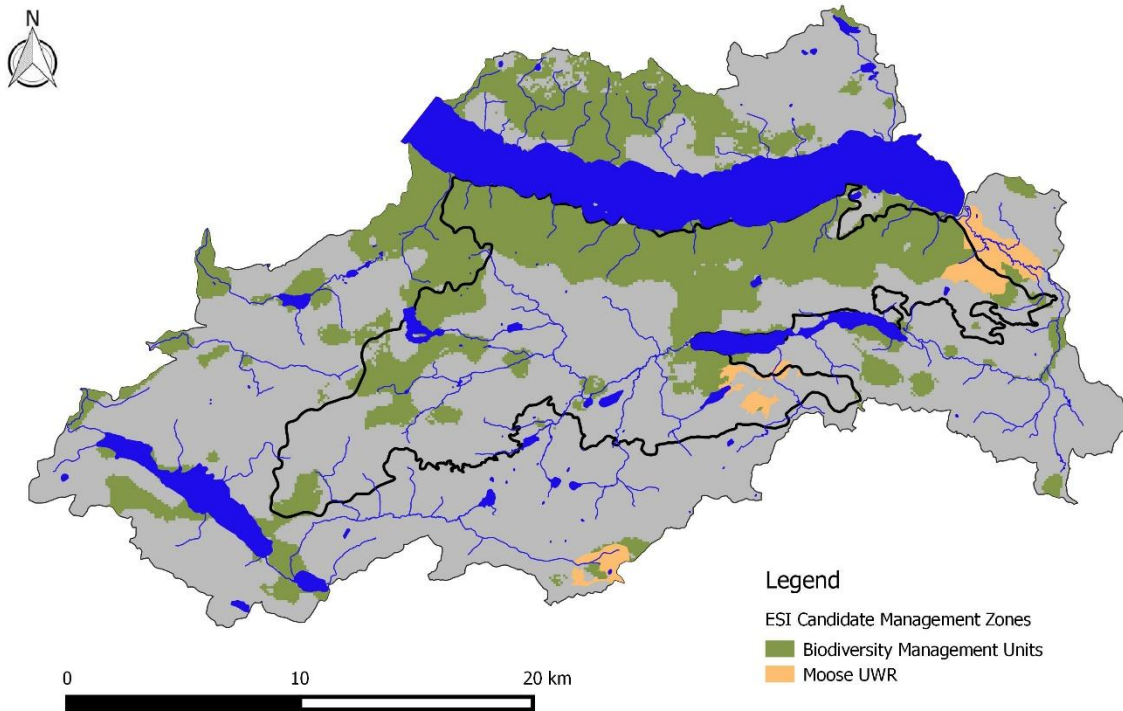 N
Legend
ESI Candidate Management Zones
Biodiversity Management Units
Moose UWR
0 10 20 km